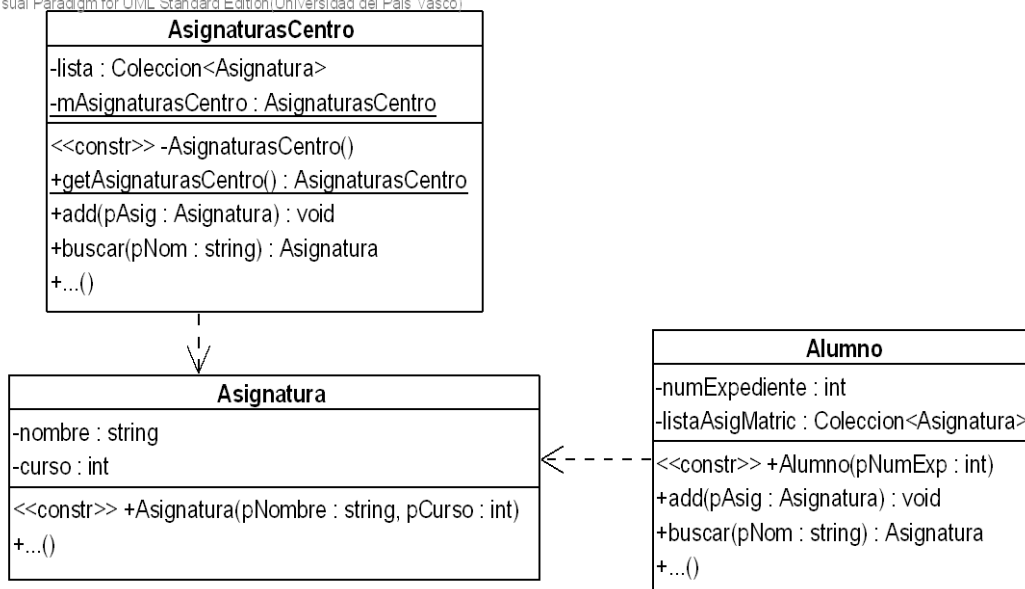 sual Paradigm for UML Standard Edition(Universidad del Pais Vasco)
AsignaturasCentro
-lista : Coleccion<Asignatura>
-mAsignaturasCentro : AsignaturasCentro
<<constr>> -AsignaturasCentro()
+getAsignaturasCentro() : AsignaturasCentro
+add(pAsig : Asignatura) : void
+buscar(pNom : string) : Asignatura
+...()
Asignatura
-nombre : string
-curso : int
<<constr>> +Asignatura(pNombre : string, pCurso : int)
+...()
Alumno
-numExpediente : int
-listaAsigMatric : Coleccion<Asignatura>
<<constr>> +Alumno(pNumExp : int)
+add(pAsig : Asignatura) : void
+buscar(pNom : string) : Asignatura
+...()